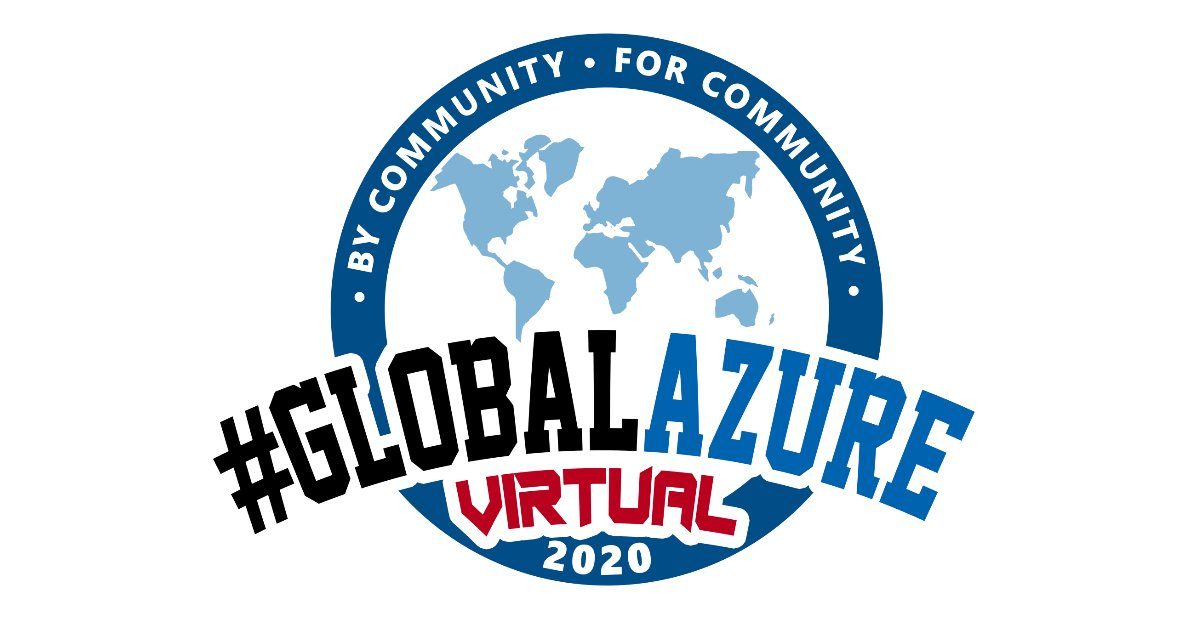 • BY COMMUNITY • FOR COMMUNITY •
#GLOBALAZURE
VIRTUAL
2020